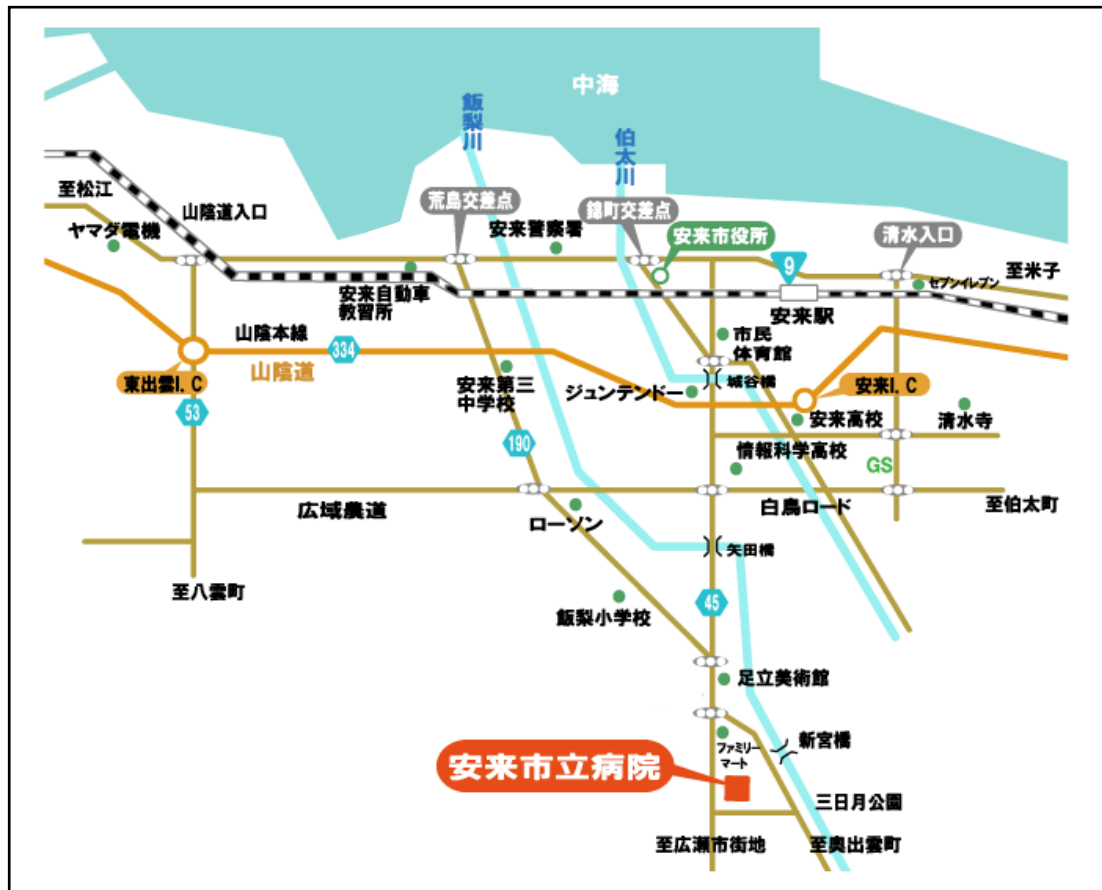 中海
飯梨川
伯太川
至松江
山陰道入口
荒島交差点
錦町交差点
ヤマダ電機
安来警察署
安来市役所
清水入口
9
至米子
セブンイレブン
安来自動車
教習所
安来駅
山陰本線
334
市民
体育館
山陰道
東出雲I.C
安来第三
中学校
ジュンテンドー
城谷橋
安来I.C
53
安来高校
清水寺
190
情報科学高校
GS
広域農道
ローソン
白鳥ロード
至伯太町
矢田橋
至八雲町
飯梨小学校
45
足立美術館
ファミリー
マート
新宮橋
安来市立病院
三日月公園
至広瀬市街地
至奥出雲町